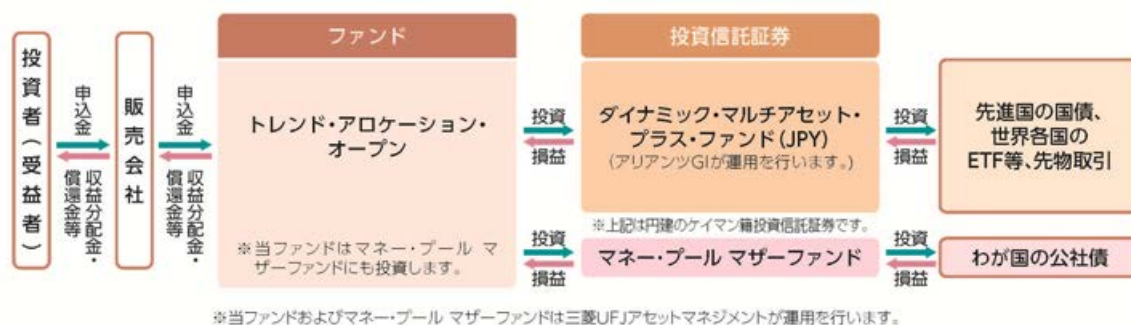 投資者(受益者)
申込金
収益分配金・
償還金等
販売会社
申込金
収益分配金・
償還金等
ファンド
トレンド・アロケーション・
オープン
※当ファンドはマネー・プール マ
ザーファンドにも投資します。
投資
損益
投資
損益
投資信託証券
ダイナミック・マルチアセット・
プラス・ファンド(JPY)
(アリアンツGIが運用を行います。)
※上記は円建のケイマン籍投資信託証券です。
マネー・プール マザーファンド
投資
損益
投資
損益
先進国の国債、
世界各国の
ETF等、先物取引
わが国の公社債
※当ファンドおよびマネー・プール マザーファンドは三菱UFJアセットマネジメントが運用を行います。